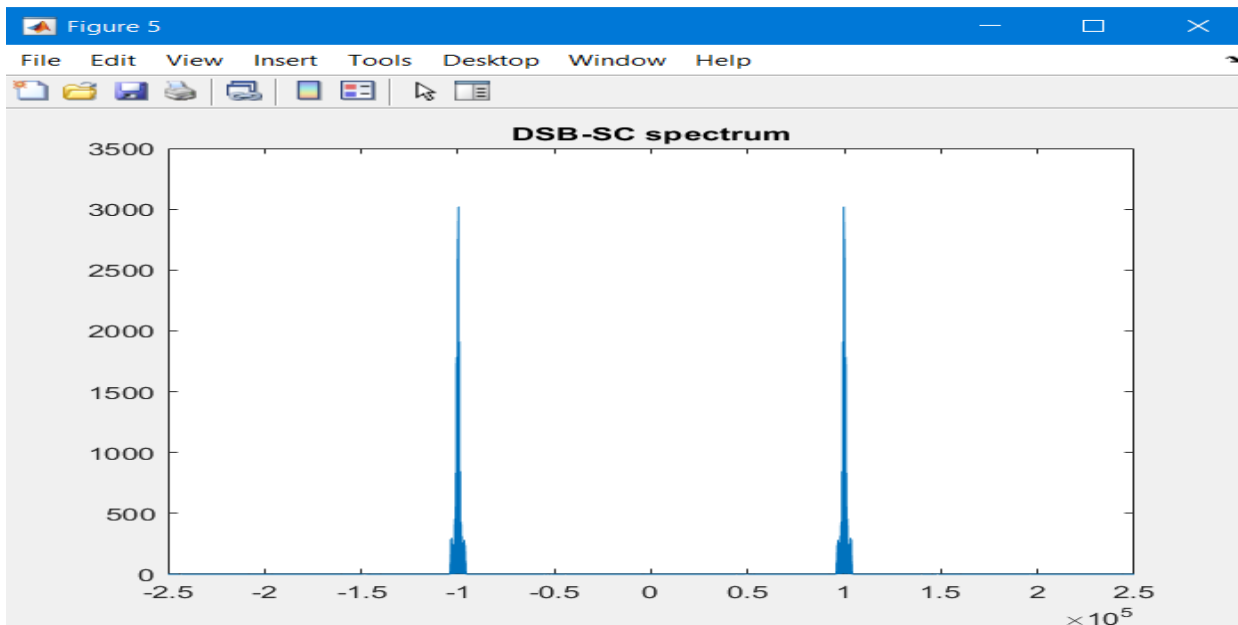 Figure 5
File Edit View Insert Tools Desktop Window Help
DSB-SC spectrum
3500
3000
2500
2000
1500
1000
500
0
-2.5 -2 -1.5 -1 -0.5 0 0.5 1 1.5 2 2.5
×10⁵